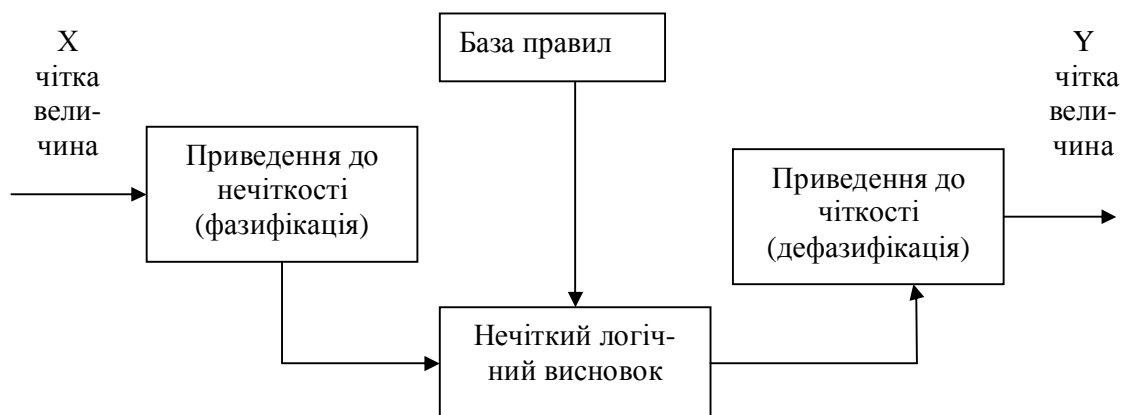 X
чітка
вели-
чина
База правил
Y
чітка
вели-
чина
Приведення до
нечіткості
(фазифікація)
Приведення до
чіткості
(дефазифікація)
Нечіткий логіч-
ний висновок